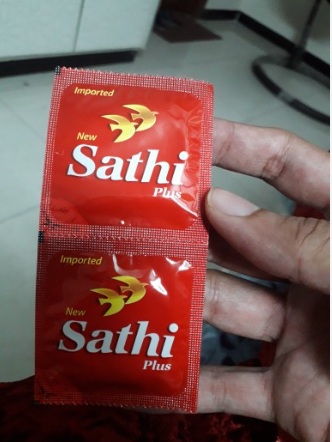 Imported
New
Sathi
Plus
Imported
New
Sathi
Plus